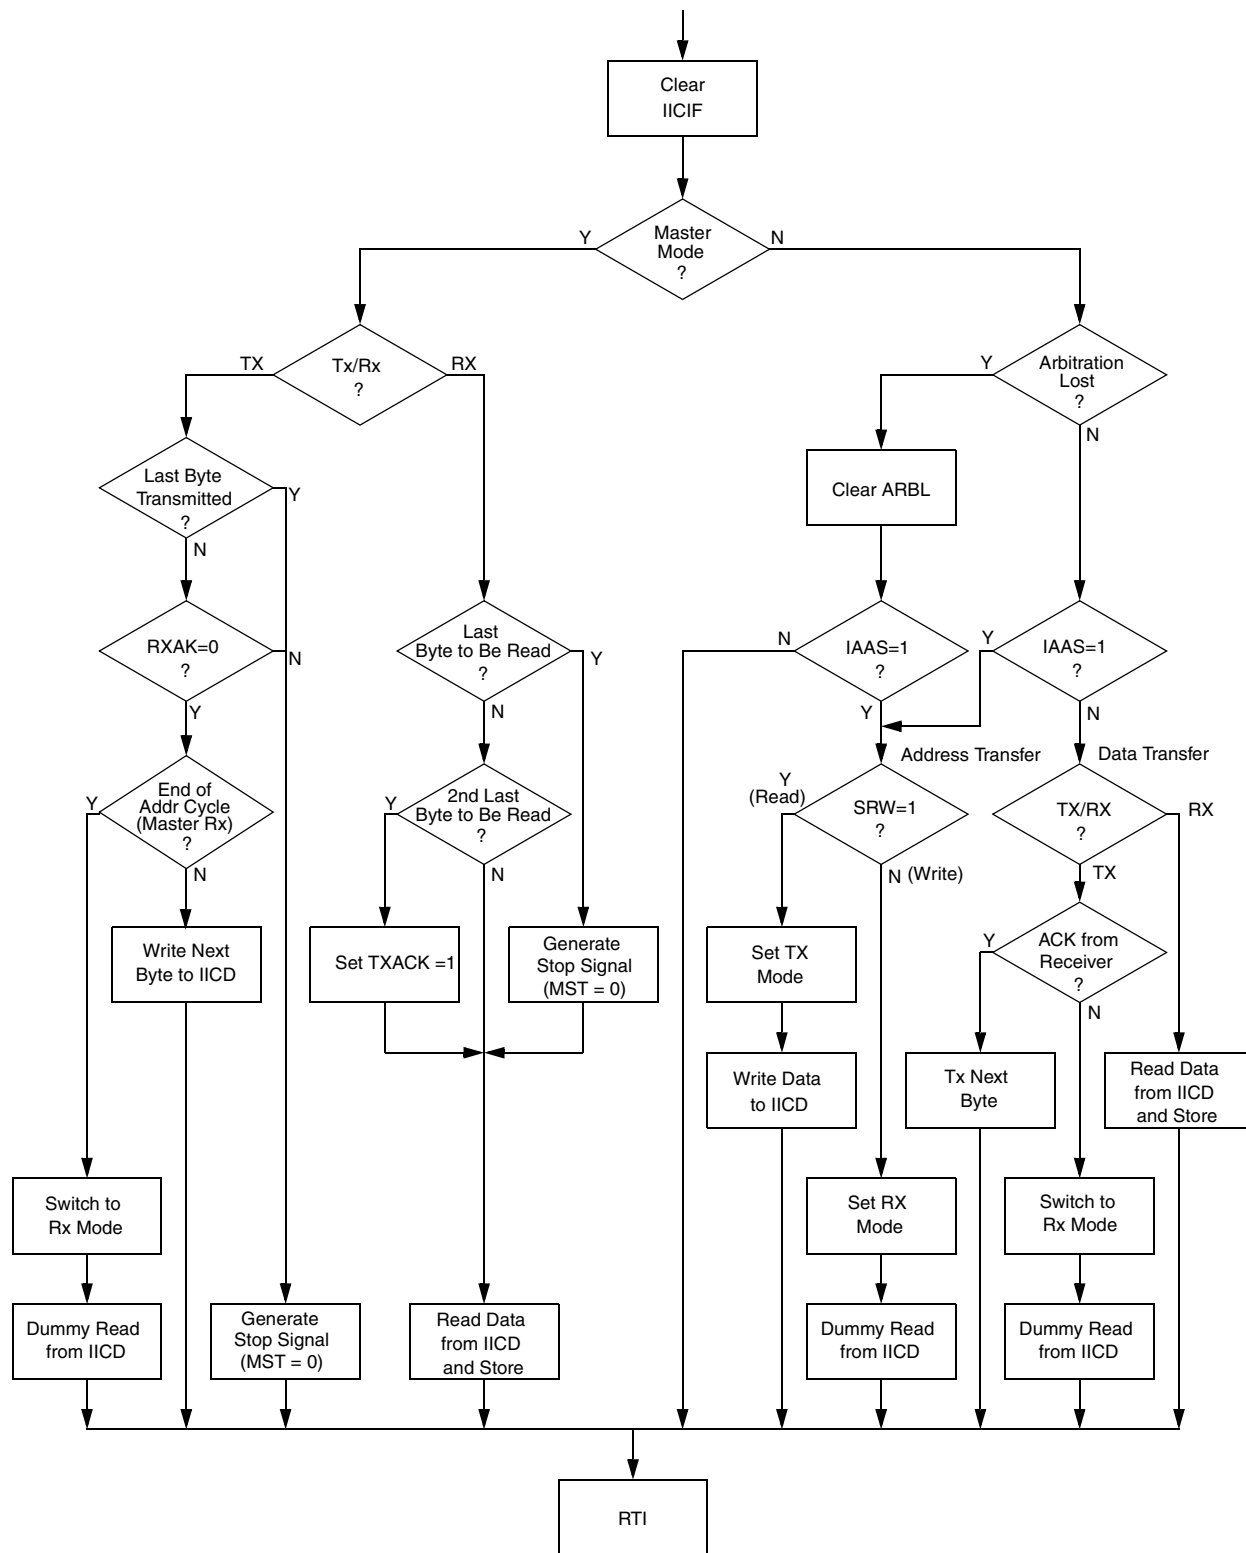 Clear
IICIF
Master
Mode
?
Y
N
Tx/Rx
?
TX
RX
Arbitration
Lost
?
Y
N
Last Byte
Transmitted
?
Y
N
Clear ARBL
RXAK=0
?
N
Y
Last
Byte to Be Read
?
Y
N
IAAS=1
?
N
Y
IAAS=1
?
Y
N
Address Transfer
Data Transfer
End of
Addr Cycle
(Master Rx)
?
Y
N
2nd Last
Byte to Be Read
?
Y
N
Y
(Read)
SRW=1
?
N (Write)
TX/RX
?
RX
TX
Write Next
Byte to IICD
Set TXACK =1
Generate
Stop Signal
(MST = 0)
Set TX
Mode
ACK from
Receiver
?
Y
N
Write Data
to IICD
Tx Next
Byte
Read Data
from IICD
and Store
Switch to
Rx Mode
Set RX
Mode
Switch to
Rx Mode
Dummy Read
from IICD
Generate
Stop Signal
(MST = 0)
Read Data
from IICD
and Store
Dummy Read
from IICD
Dummy Read
from IICD
RTI